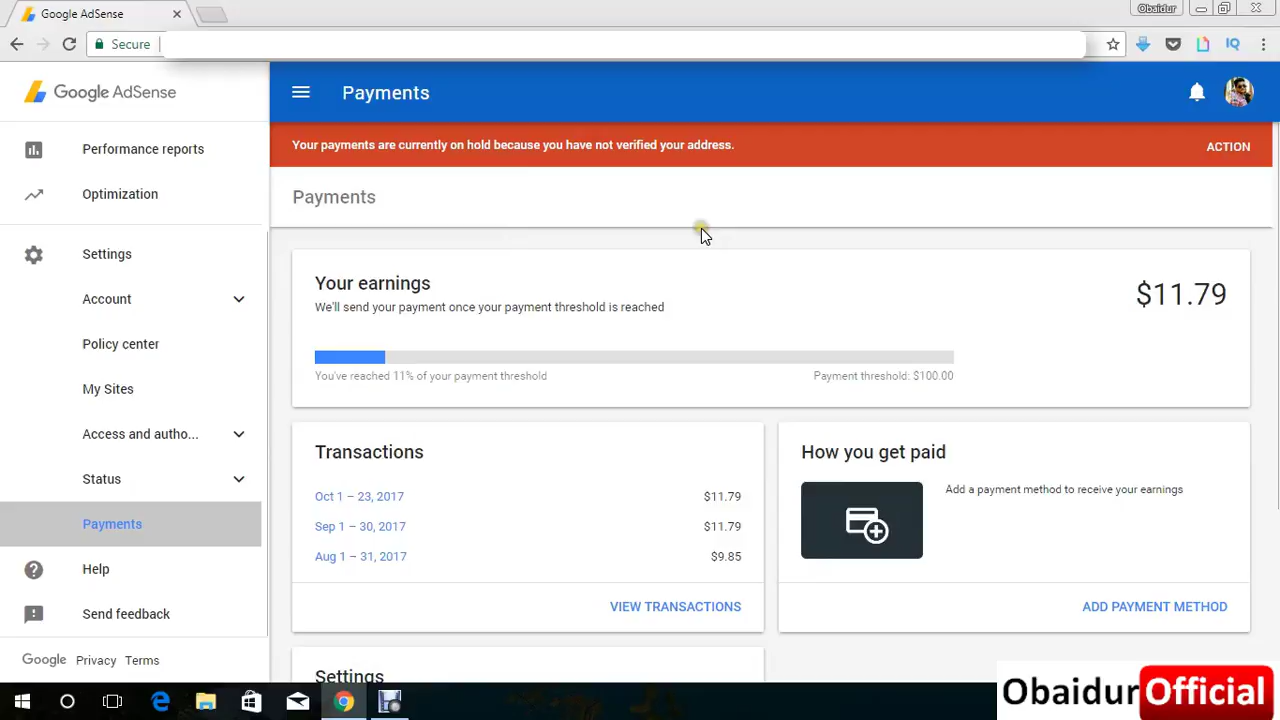 Google AdSense
Obaidur
Secure
IQ
Google AdSense
Payments
Performance reports
Your payments are currently on hold because you have not verified your address.
ACTION
Optimization
Payments
Settings
Account
Policy center
My Sites
Access and autho...
Status
Payments
Help
Send feedback
Google Privacy Terms
Your earnings
$11.79
We'll send your payment once your payment threshold is reached
You've reached 11% of your payment threshold
Payment threshold: $100.00
Transactions
Oct 1 – 23, 2017 $11.79
Sep 1 – 30, 2017 $11.79
Aug 1 – 31, 2017 $9.85
VIEW TRANSACTIONS
How you get paid
Add a payment method to receive your earnings
ADD PAYMENT METHOD
Settings
Obaidur Official